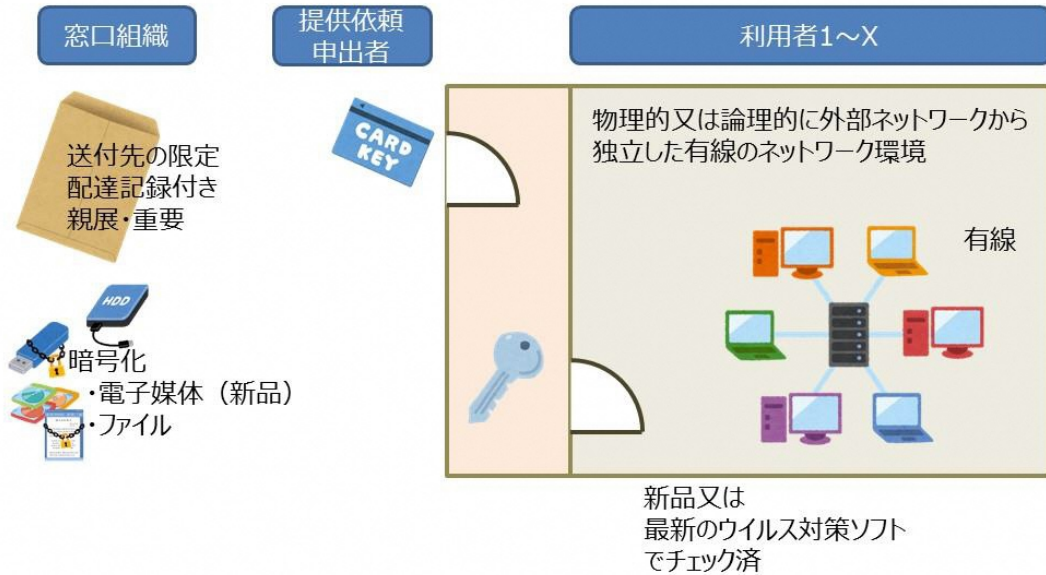 窓口組織
提供依頼
申出者
利用者1～X
送付先の限定
配達記録付き
親展・重要
CARD
KEY
物理的又は論理的に外部ネットワークから
独立した有線のネットワーク環境
有線
HDD
暗号化
・電子媒体（新品）
・ファイル
新品又は
最新のウイルス対策ソフト
でチェック済